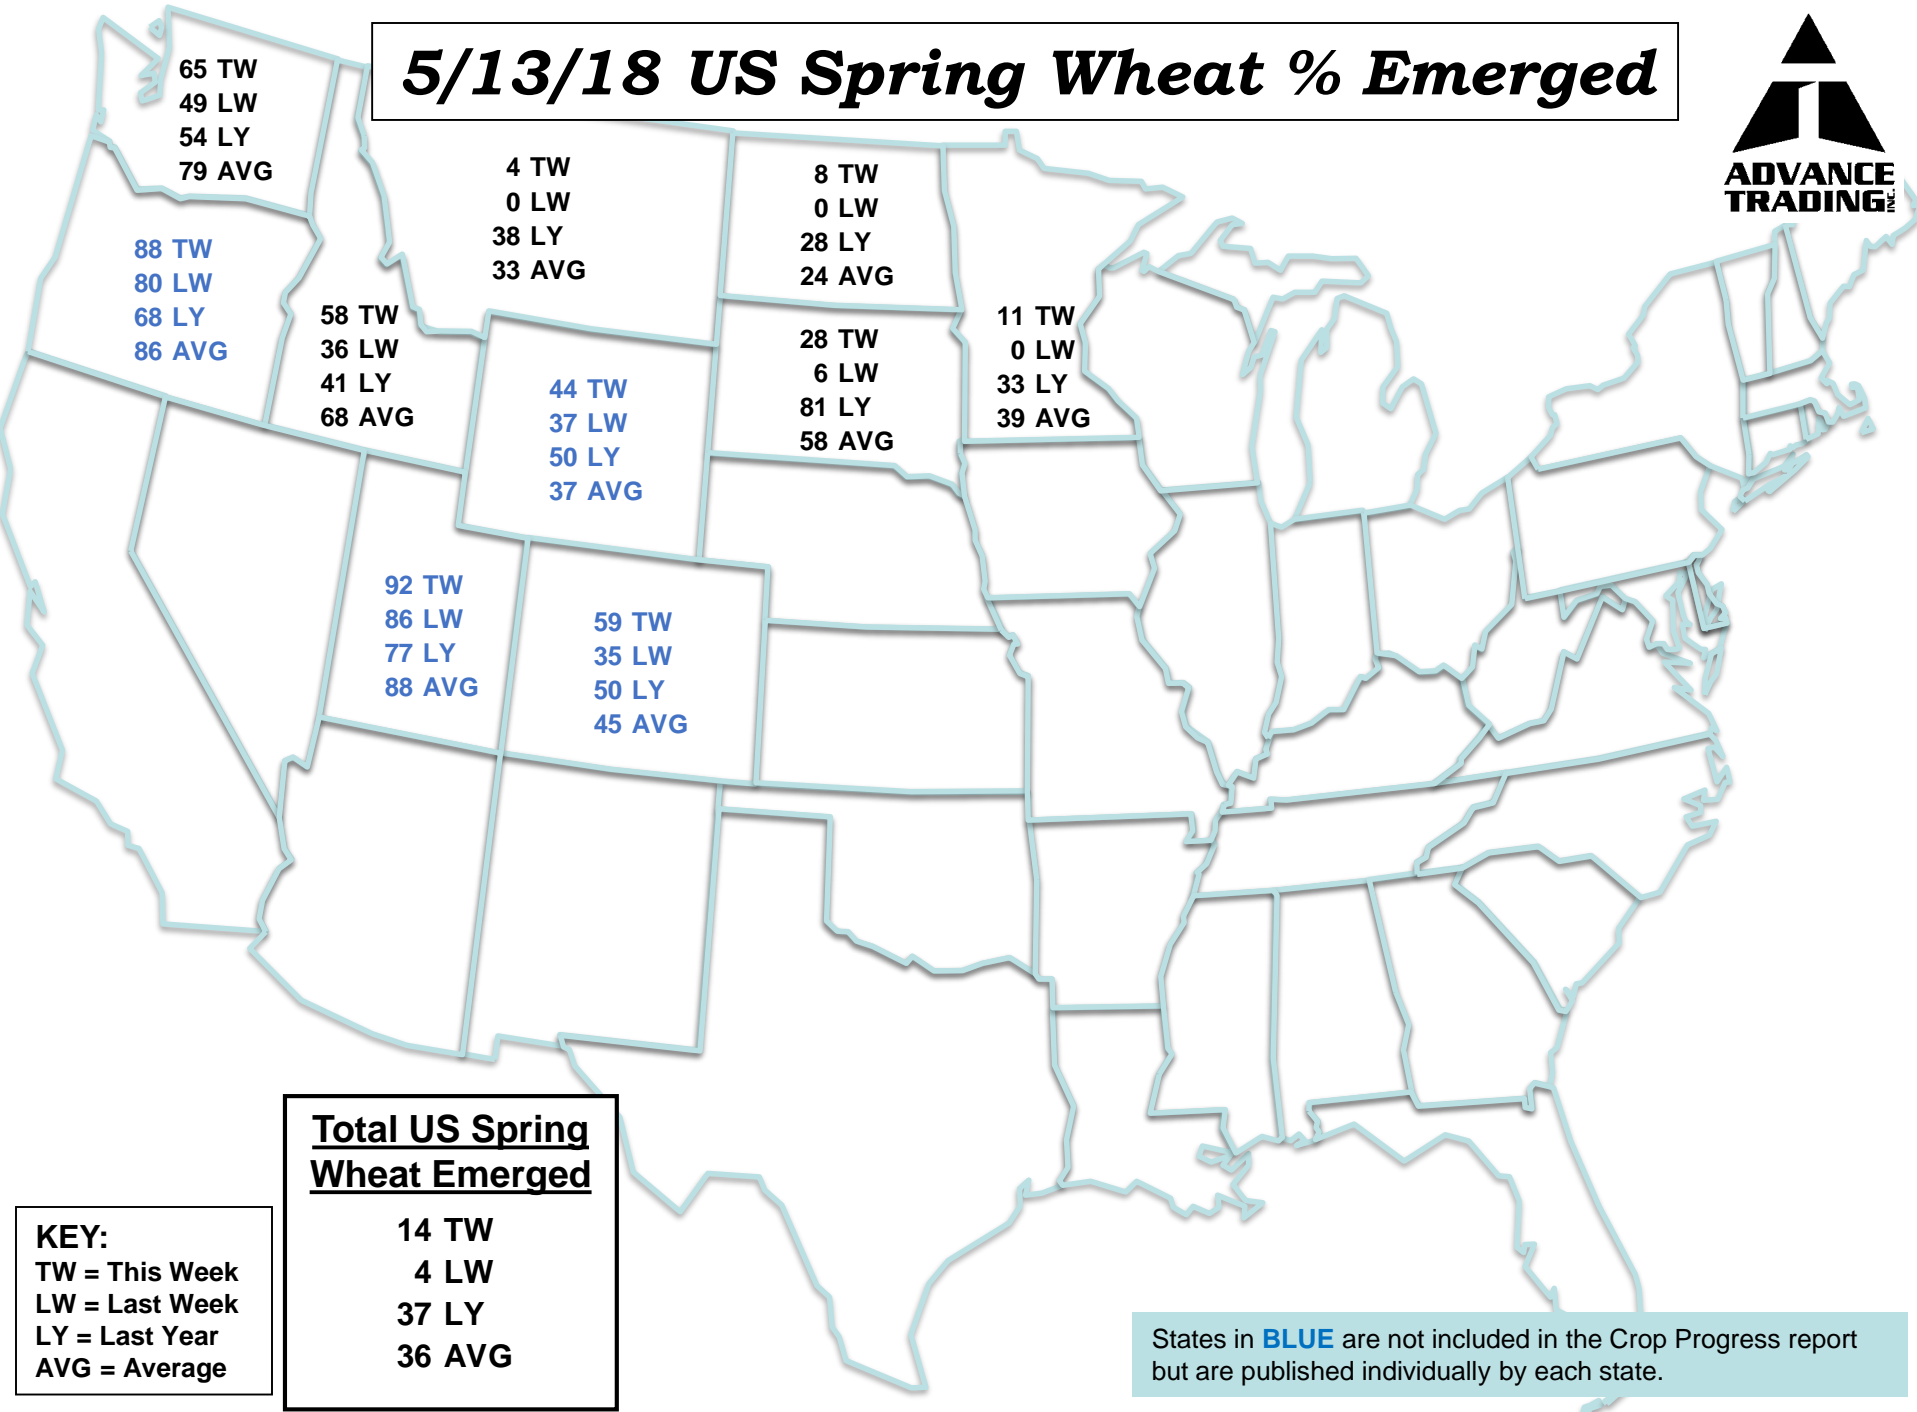 5/13/18 US Spring Wheat % Emerged
ADVANCE
TRADING INC.
65 TW
49 LW
54 LY
79 AVG
4 TW
0 LW
38 LY
33 AVG
8 TW
0 LW
28 LY
24 AVG
88 TW
80 LW
68 LY
86 AVG
58 TW
36 LW
41 LY
68 AVG
44 TW
37 LW
50 LY
37 AVG
28 TW
6 LW
81 LY
58 AVG
11 TW
0 LW
33 LY
39 AVG
92 TW
86 LW
77 LY
88 AVG
59 TW
35 LW
50 LY
45 AVG
Total US Spring
Wheat Emerged
14 TW
4 LW
37 LY
36 AVG
KEY:
TW = This Week
LW = Last Week
LY = Last Year
AVG = Average
States in BLUE are not included in the Crop Progress report
but are published individually by each state.